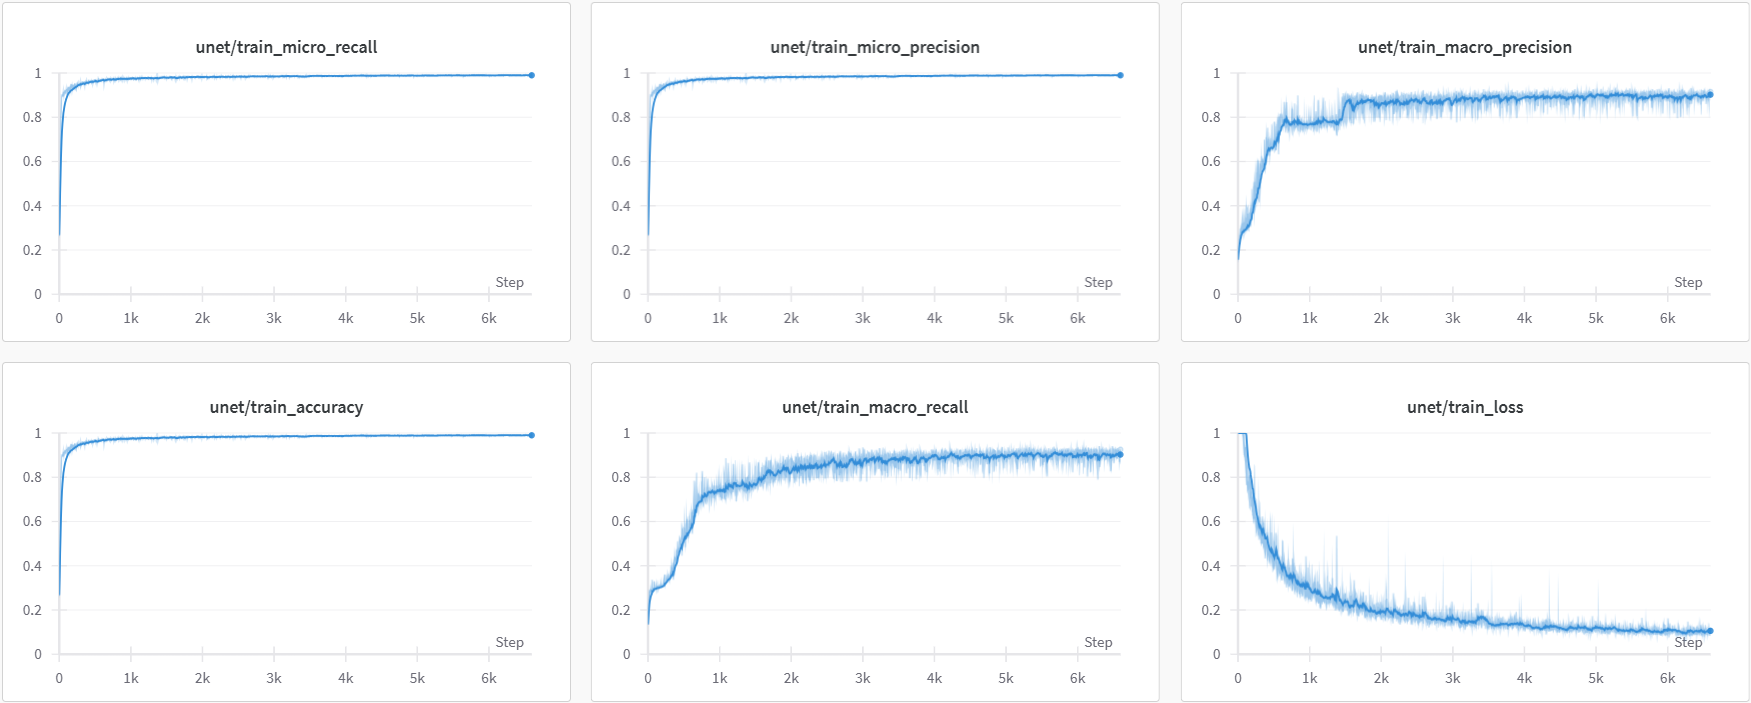 unet/train_micro_recall
1
0.8
0.6
0.4
0.2
0
Step
0 1k 2k 3k 4k 5k 6k
unet/train_micro_precision
1
0.8
0.6
0.4
0.2
0
Step
0 1k 2k 3k 4k 5k 6k
unet/train_macro_precision
1
0.8
0.6
0.4
0.2
0
Step
0 1k 2k 3k 4k 5k 6k
unet/train_accuracy
1
0.8
0.6
0.4
0.2
0
Step
0 1k 2k 3k 4k 5k 6k
unet/train_macro_recall
1
0.8
0.6
0.4
0.2
0
Step
0 1k 2k 3k 4k 5k 6k
unet/train_loss
1
0.8
0.6
0.4
0.2
0
Step
0 1k 2k 3k 4k 5k 6k